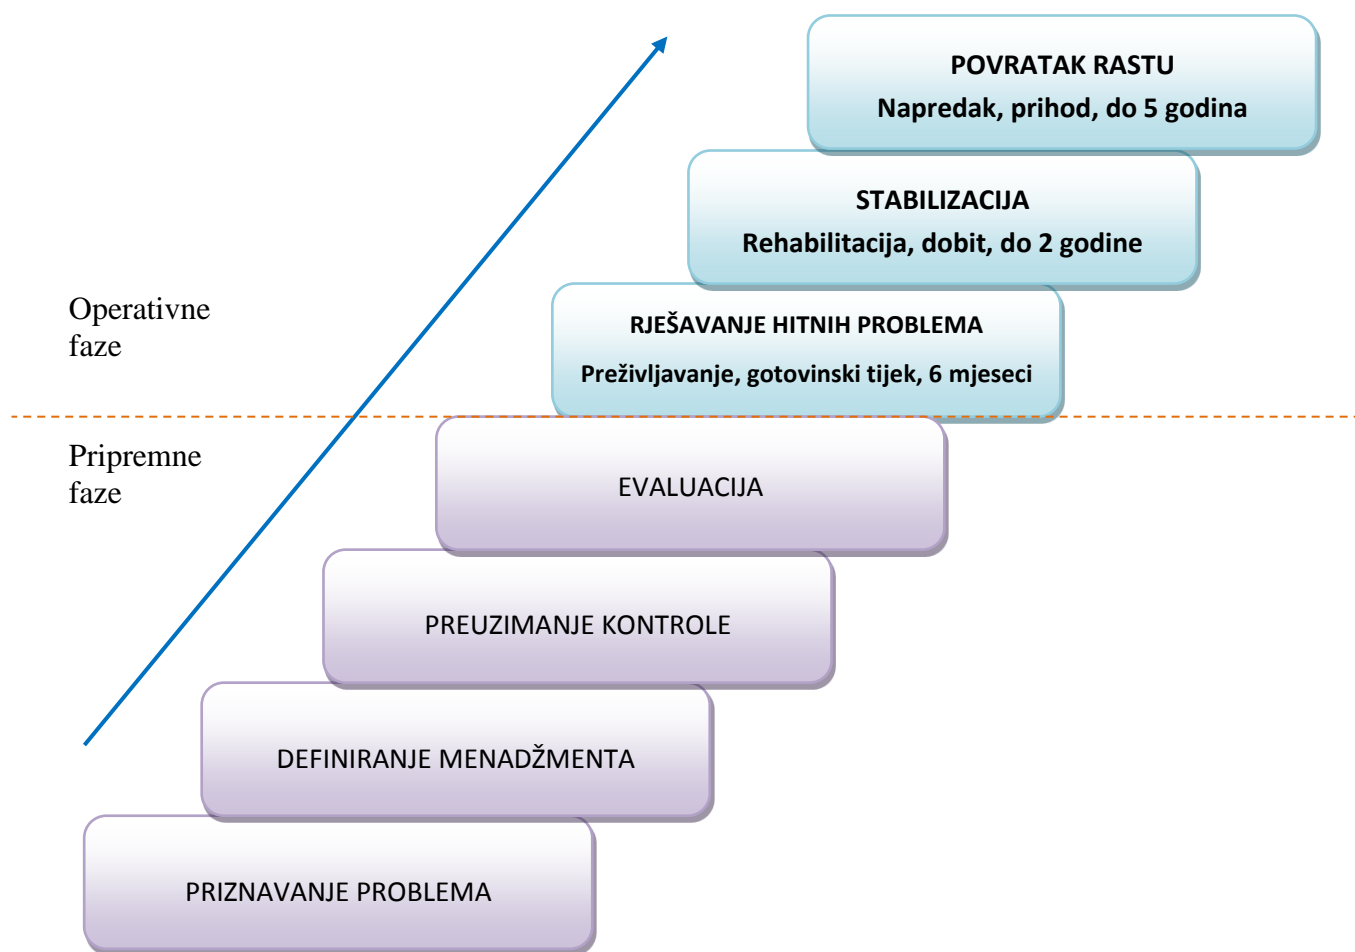 POVRATAK RASTU
Napredak, prihod, do 5 godina
STABILIZACIJA
Rehabilitacija, dobit, do 2 godine
Operativne
faze
RJEŠAVANJE HITNIH PROBLEMA
Preživljavanje, gotovinski tijek, 6 mjeseci
Pripremne
faze
EVALUACIJA
PREUZIMANJE KONTROLE
DEFINIRANJE MENADŽMENTA
PRIZNAVANJE PROBLEMA